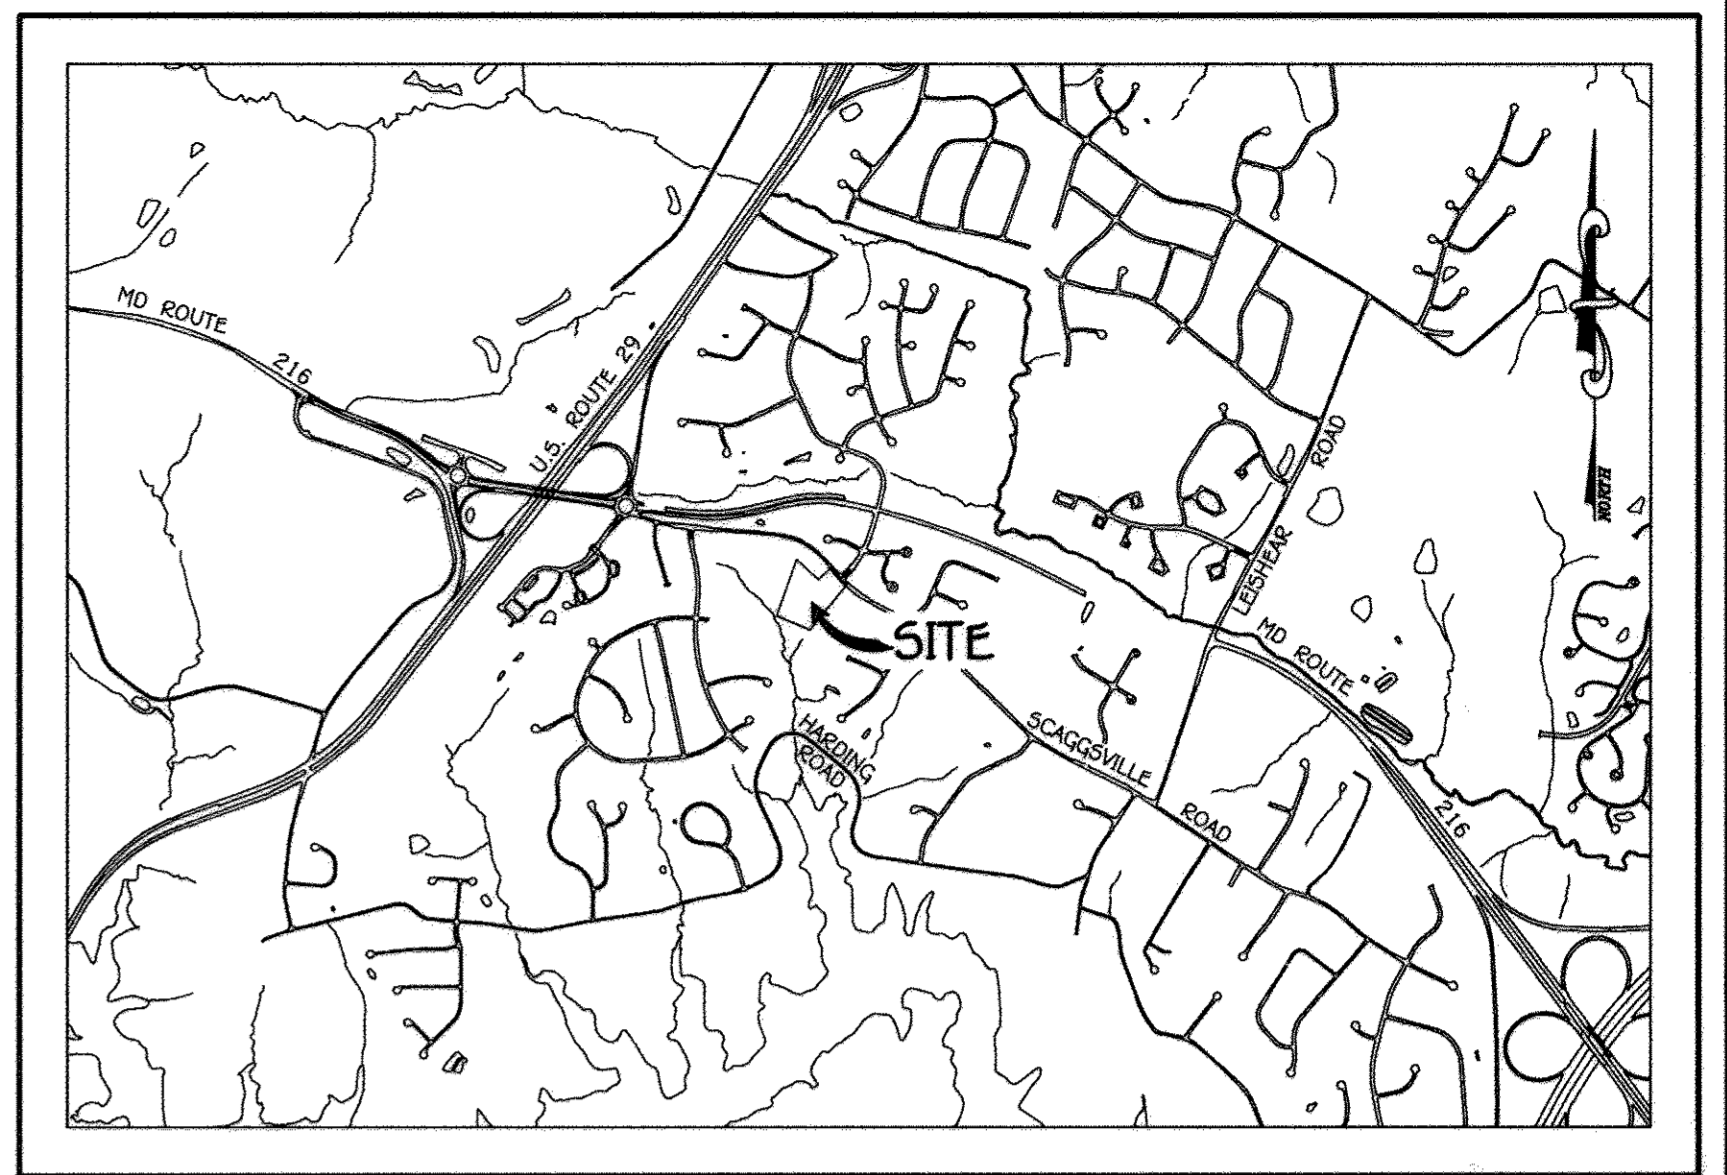 MD ROUTE
216
U.S. ROUTE 29
ROAD
LEISHEAR
NORTH
SITE
MD ROUTE
216
HARDING
ROAD
SCAGGSVILLE
ROAD